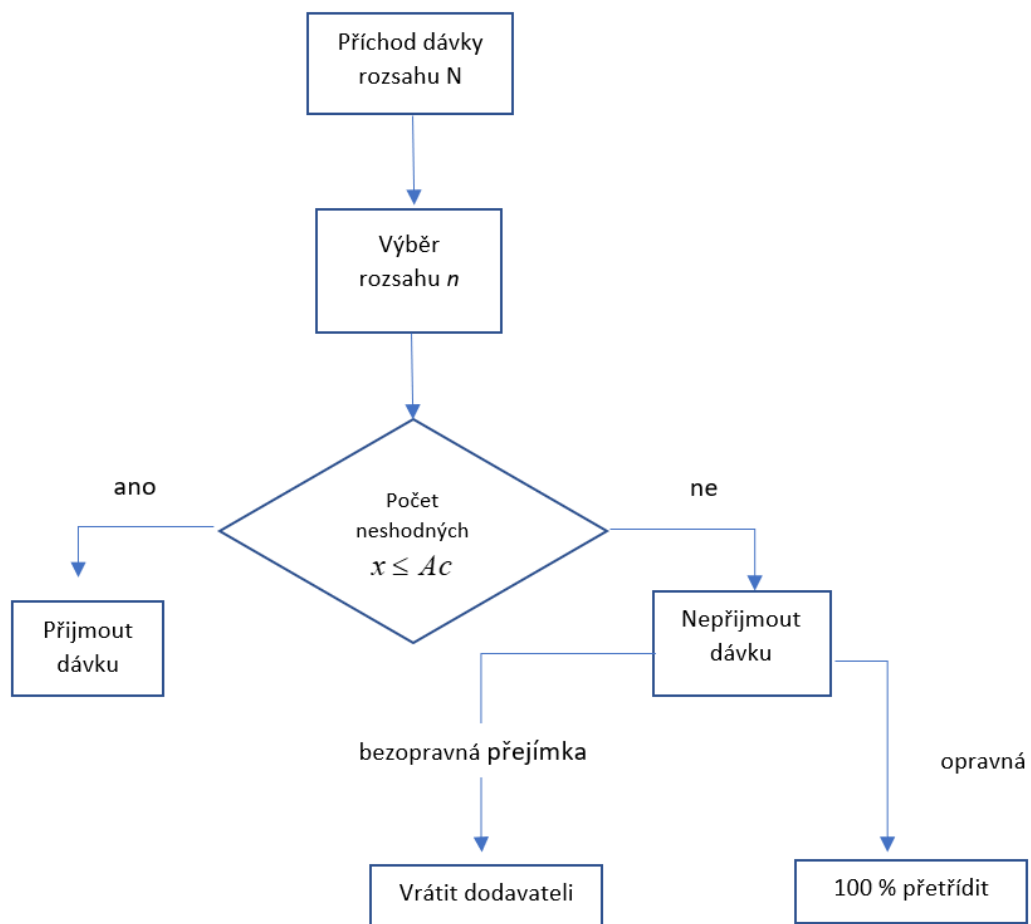 Příchod dávky
rozsahu N
Výběr
rozsahu n
ano
ne
Počet
neshodných
x ≤ Ac
Přijmout
dávku
Nepřijmout
dávku
bezopravná přejímka
opravná
Vrátit dodavateli
100 % přetřídit